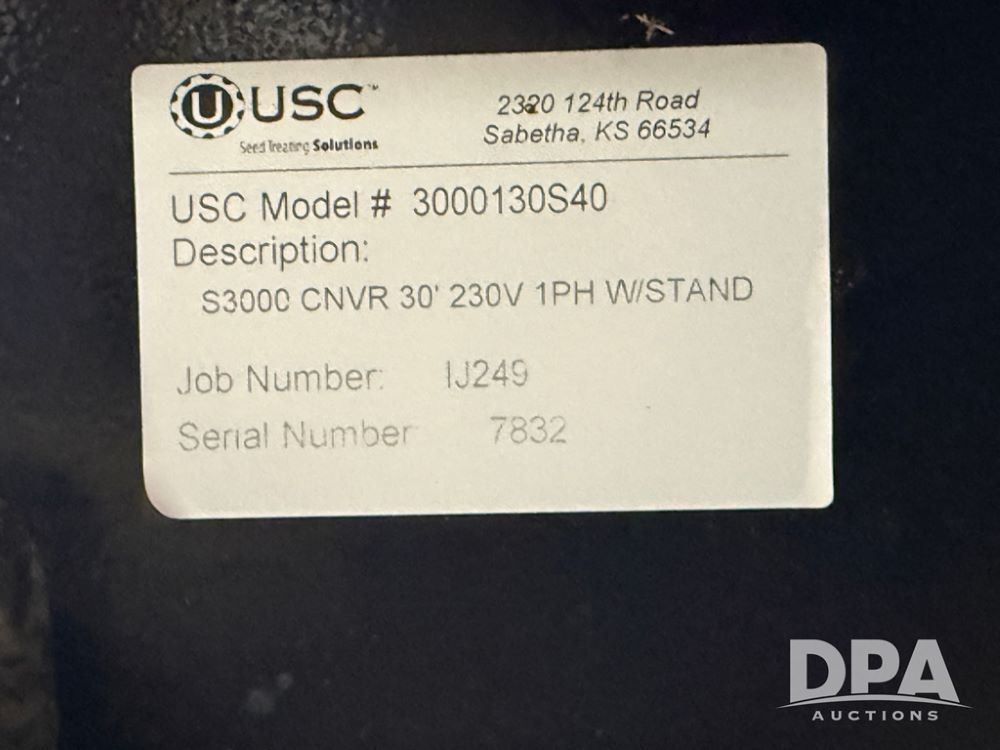 U USC™
Seed Treating Solutions
2320 124th Road
Sabetha, KS 66534
USC Model # 3000130S40
Description:
S3000 CNVR 30' 230V 1PH W/STAND
Job Number: IJ249
Serial Number 7832
DPA
AUCTIONS